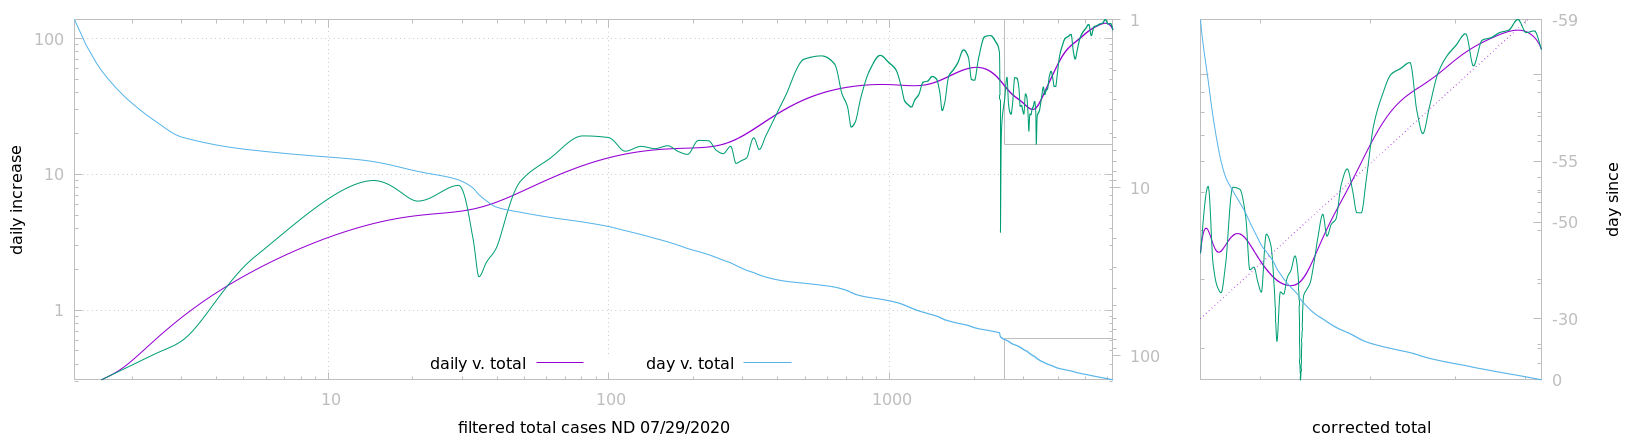 daily increase
100
10
1
10
100
1000
1
10
100
daily v. total
day v. total
filtered total cases ND 07/29/2020
-59
-55
-50
-30
0
day since
corrected total